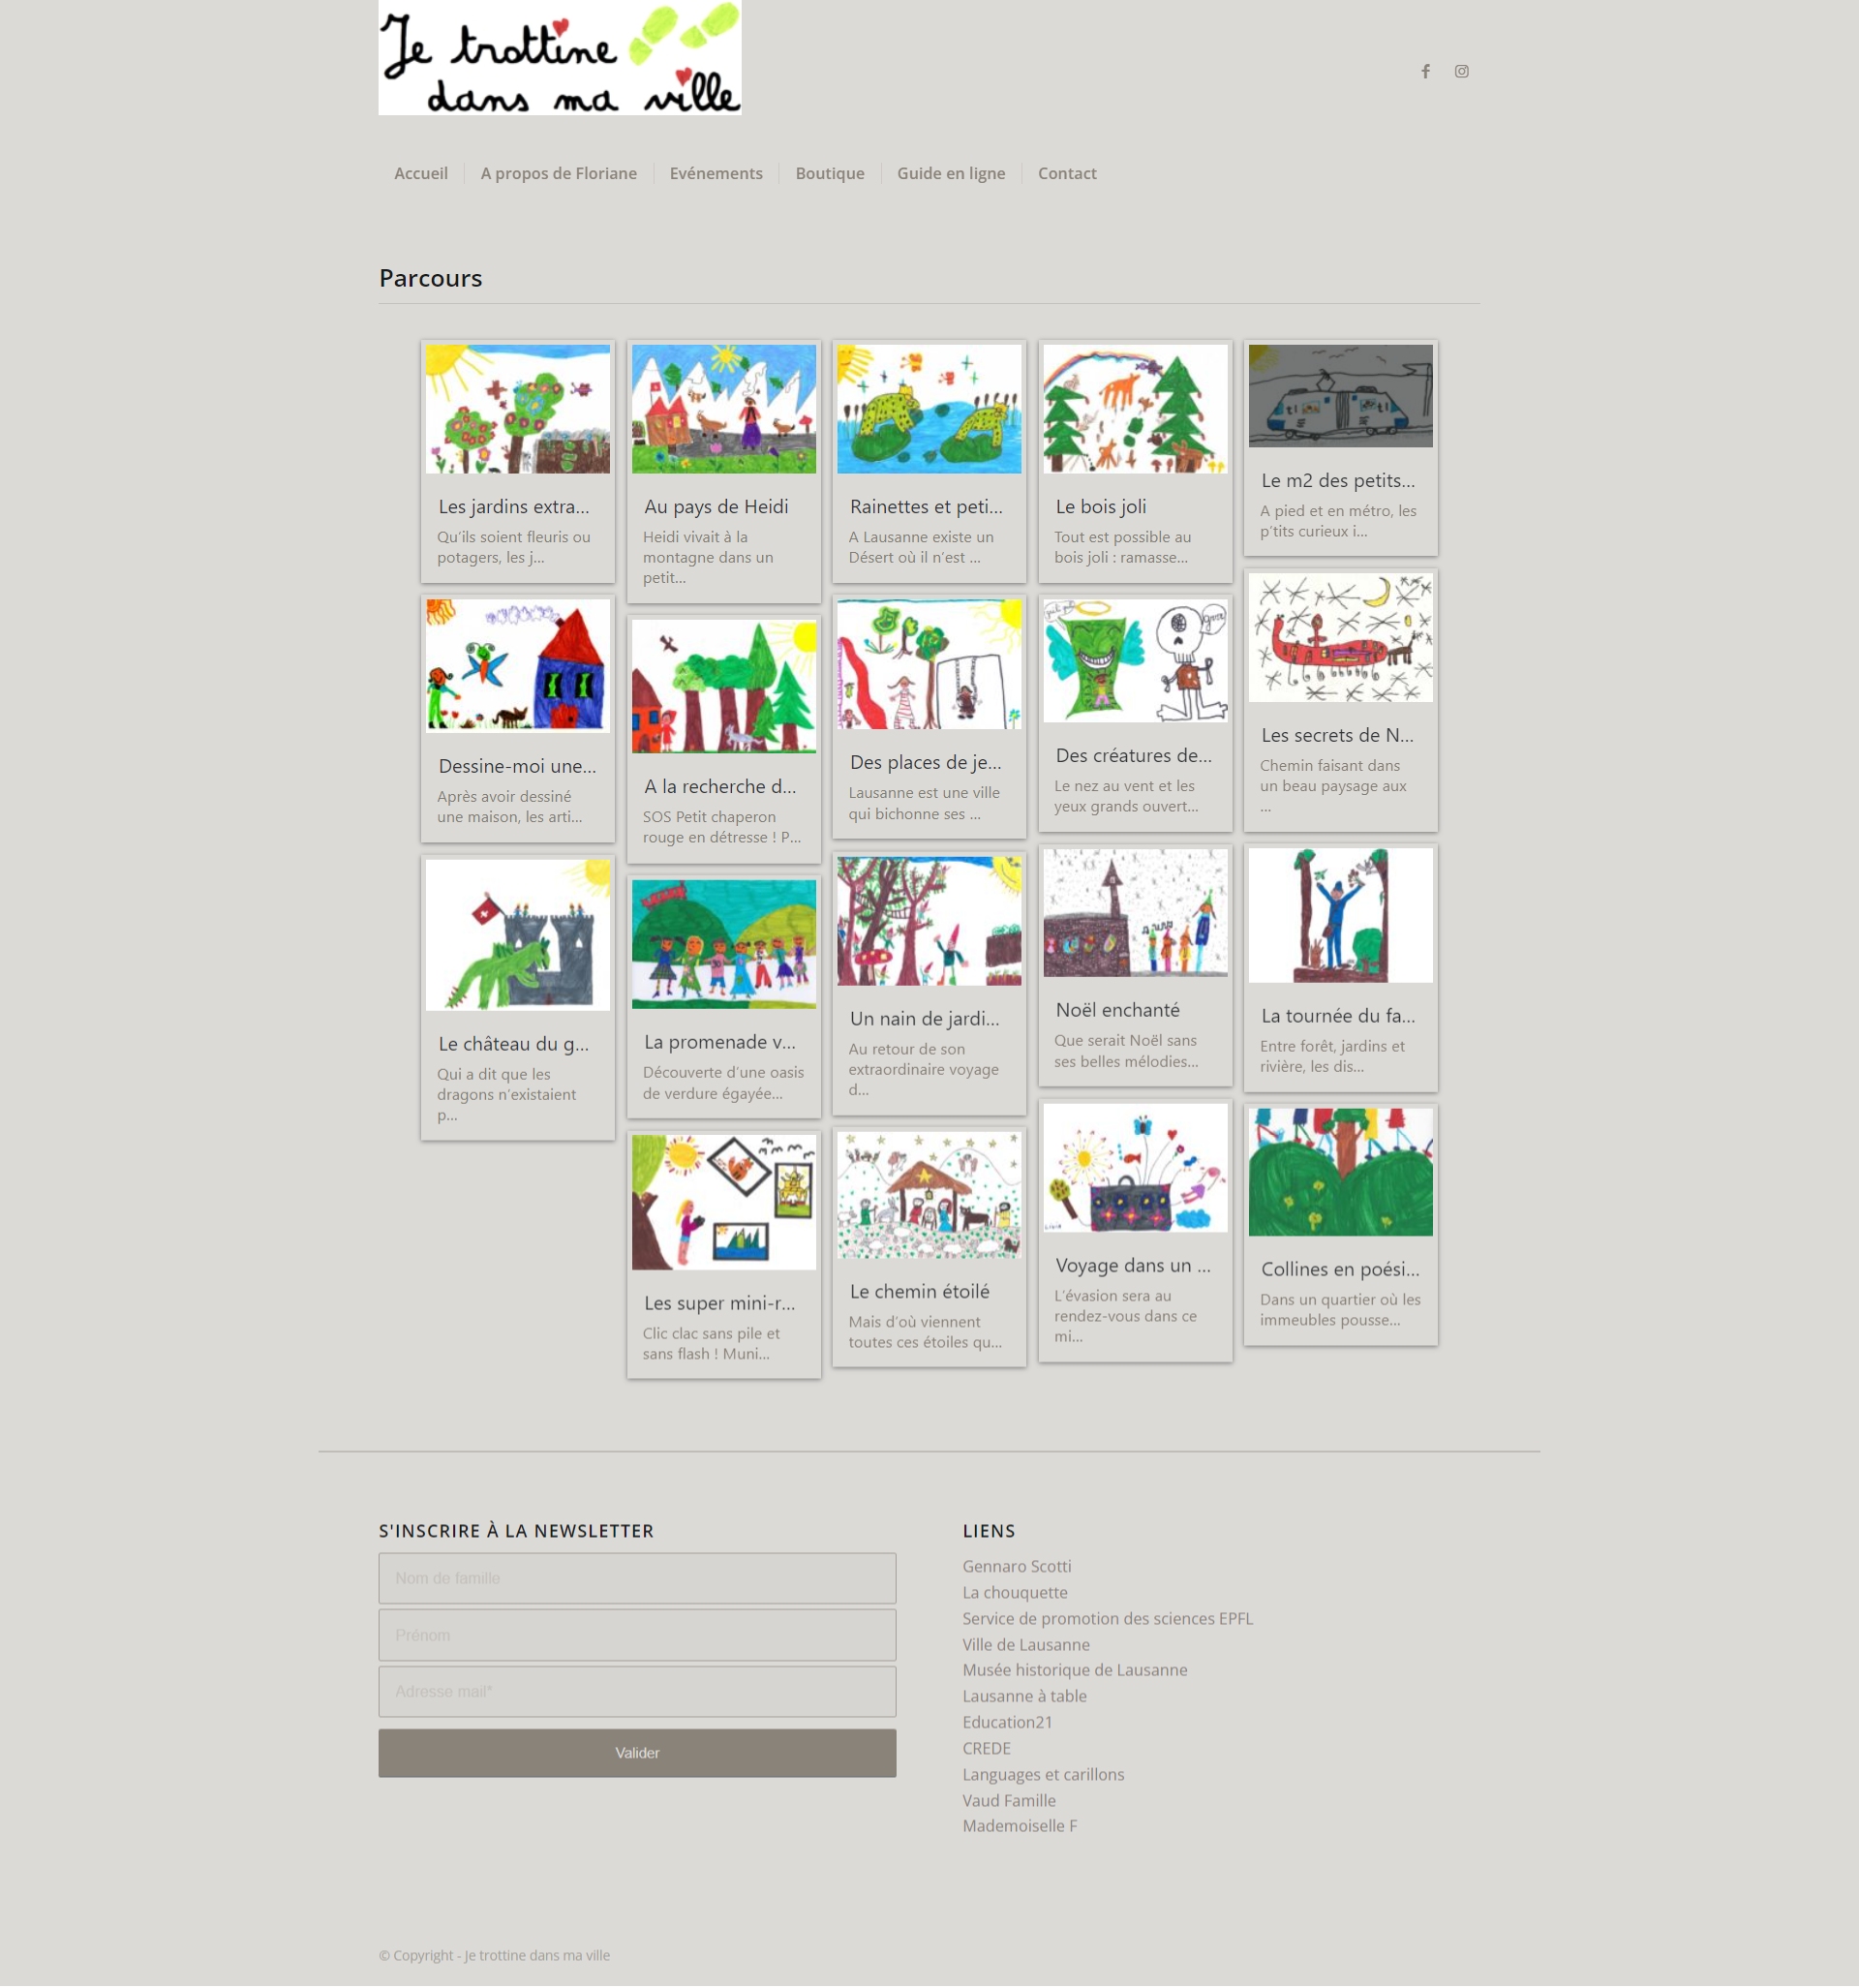 Je trottine
dans ma ville
Accueil
A propos de Floriane
Evénements
Boutique
Guide en ligne
Contact
Parcours
Les jardins extra...
Qu'ils soient fleuris ou
potagers, les j...
Au pays de Heidi
Heidi vivait à la
montagne dans un
petit...
Rainettes et peti...
A Lausanne existe un
Désert où il n'est ...
Le bois joli
Tout est possible au
bois joli : ramasse...
tl
tl
Le m2 des petits...
A pied et en métro, les
p'tits curieux i...
Dessine-moi une...
Après avoir dessiné
une maison, les arti...
A la recherche d...
SOS Petit chaperon
rouge en détresse ! P...
Des places de je...
Lausanne est une ville
qui bichonne ses ...
Des créatures de...
Le nez au vent et les
yeux grands ouvert...
Les secrets de N...
Chemin faisant dans
un beau paysage aux
...
Le château du g...
Qui a dit que les
dragons n'existaient
p...
La promenade v...
Découverte d'une oasis
de verdure égayée...
Un nain de jardi...
Au retour de son
extraordinaire voyage
d...
Noël enchanté
Que serait Noël sans
ses belles mélodies...
La tournée du fa...
Entre forêt, jardins et
rivière, les dis...
Les super mini-r...
Clic clac sans pile et
sans flash ! Muni...
Le chemin étoilé
Mais d'où viennent
toutes ces étoiles qu...
Voyage dans un ...
L'évasion sera au
rendez-vous dans ce
mi...
Collines en poési...
Dans un quartier où les
immeubles pousse...
S'INSCRIRE À LA NEWSLETTER
Nom de famille
Prénom
Adresse mail*
Valider
LIENS
Gennaro Scotti
La chouquette
Service de promotion des sciences EPFL
Ville de Lausanne
Musée historique de Lausanne
Lausanne à table
Education21
CREDE
Languages et carillons
Vaud Famille
Mademoiselle F
© Copyright - Je trottine dans ma ville